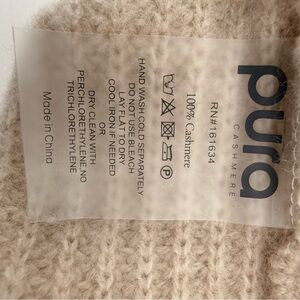 pura
CASHMERE
RN#161634
100% Cashmere
HAND WASH COLD SEPARATELY
DO NOT USE BLEACH
LAY FLAT TO DRY
COOL IRON IF NEEDED
OR
DRY CLEAN WITH
PERCHLORETHYLENE,NO
TRICHLORETHYLENE
Made in China